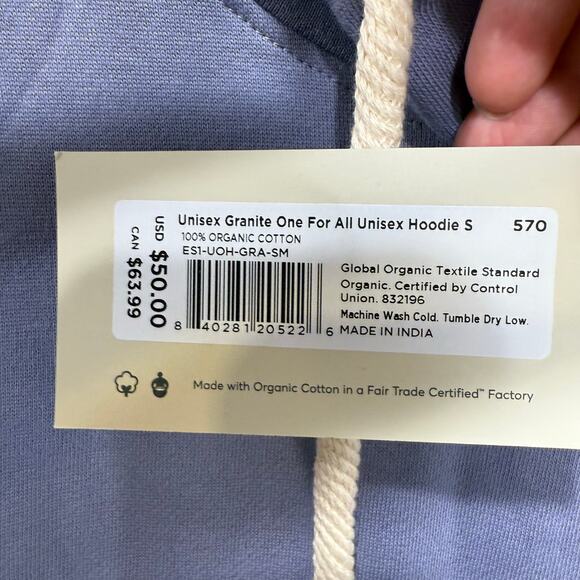 Unisex Granite One For All Unisex Hoodie S 570
100% ORGANIC COTTON
ES1-UOH-GRA-SM
USD $50.00
CAN $63.99
8 40281 20522 6
Global Organic Textile Standard
Organic. Certified by Control
Union. 832196
Machine Wash Cold. Tumble Dry Low.
MADE IN INDIA
Made with Organic Cotton in a Fair Trade Certified™ Factory